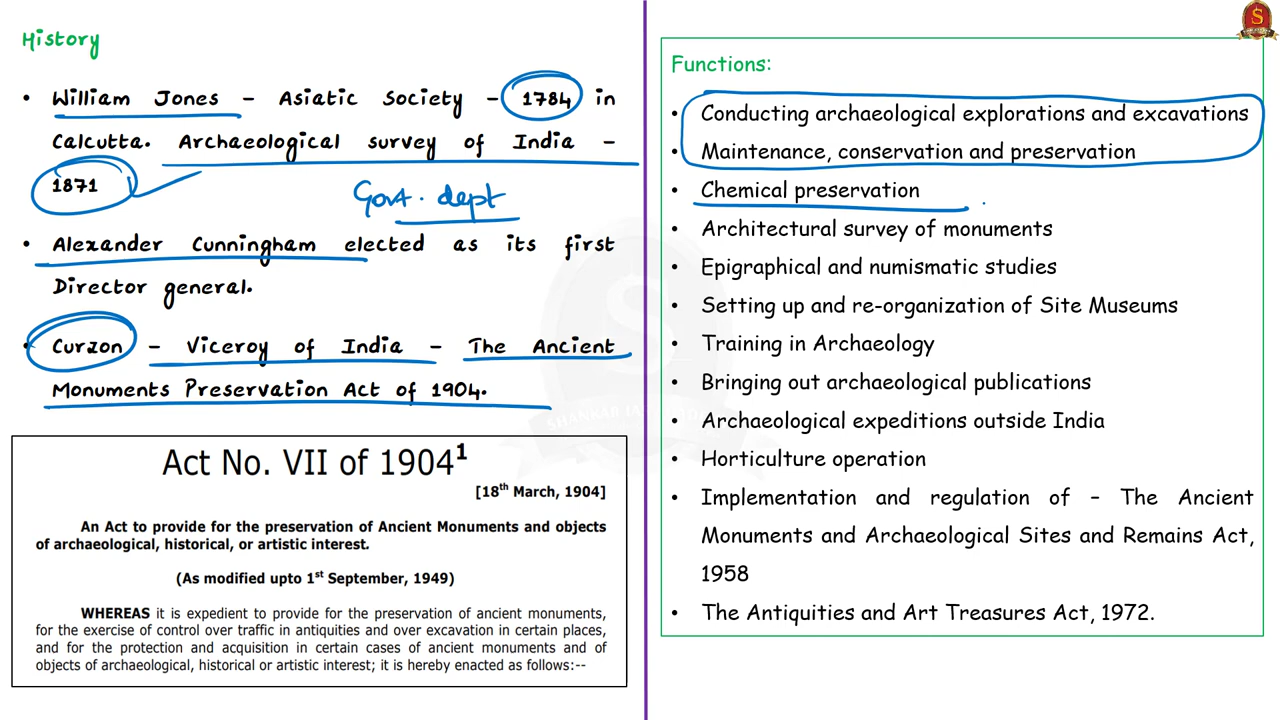 History
• William Jones – Asiatic Society – 1784 in
Calcutta. Archaeological survey of India –
1871
Govt. dept
• Alexander Cunningham elected as its first
Director general.
• Curzon – Viceroy of India – The Ancient
Monuments Preservation Act of 1904.
Act No. VII of 1904¹
[18th March, 1904]
An Act to provide for the preservation of Ancient Monuments and objects
of archaeological, historical, or artistic interest.
(As modified upto 1st September, 1949)
WHEREAS it is expedient to provide for the preservation of ancient monuments,
for the exercise of control over traffic in antiquities and over excavation in certain places,
and for the protection and acquisition in certain cases of ancient monuments and of
objects of archaeological, historical or artistic interest; it is hereby enacted as follows:--
Functions:
• Conducting archaeological explorations and excavations
• Maintenance, conservation and preservation
• Chemical preservation
• Architectural survey of monuments
• Epigraphical and numismatic studies
• Setting up and re-organization of Site Museums
• Training in Archaeology
• Bringing out archaeological publications
• Archaeological expeditions outside India
• Horticulture operation
• Implementation and regulation of – The Ancient
Monuments and Archaeological Sites and Remains Act,
1958
• The Antiquities and Art Treasures Act, 1972.